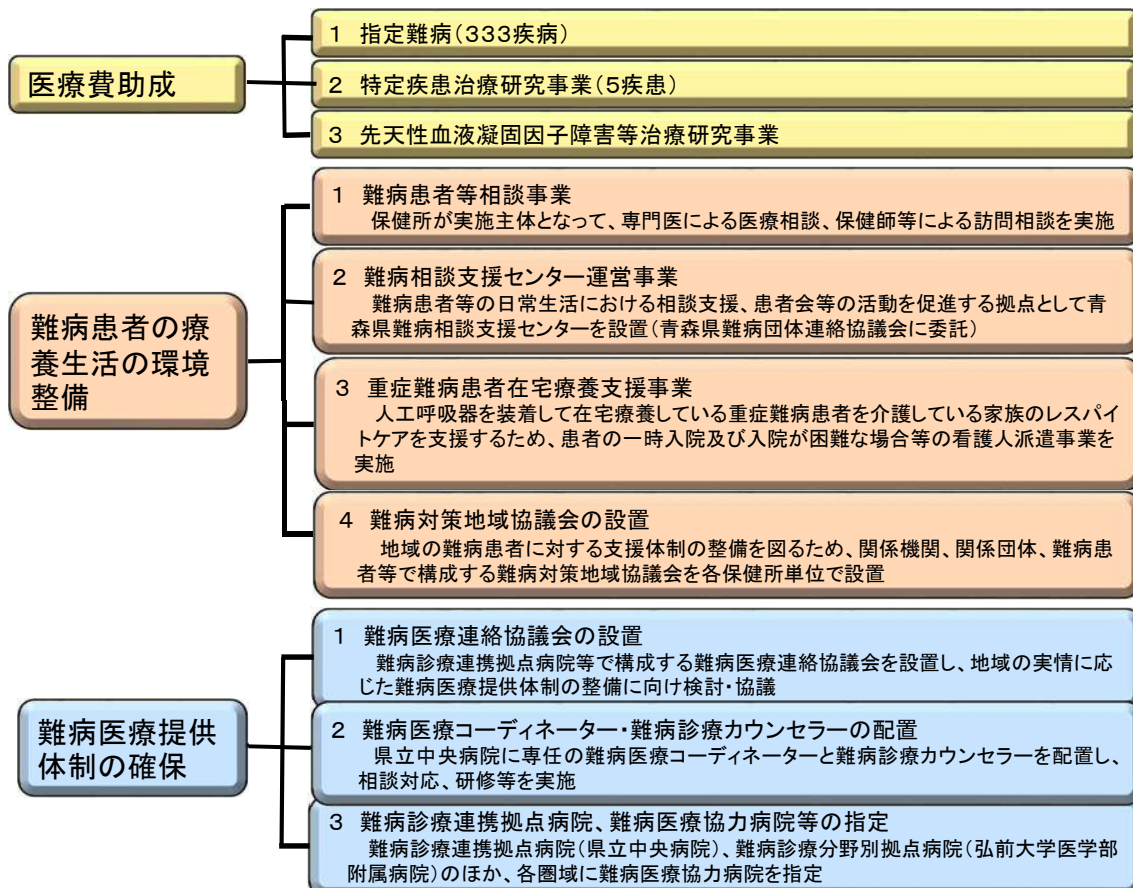 医療費助成
1 指定難病(333疾病)
2 特定疾患治療研究事業(5疾患)
3 先天性血液凝固因子障害等治療研究事業
難病患者の療
養生活の環境
整備
1 難病患者等相談事業
保健所が実施主体となって、専門医による医療相談、保健師等による訪問相談を実施
2 難病相談支援センター運営事業
難病患者等の日常生活における相談支援、患者会等の活動を促進する拠点として青
森県難病相談支援センターを設置(青森県難病団体連絡協議会に委託)
3 重症難病患者在宅療養支援事業
人工呼吸器を装着して在宅療養している重症難病患者を介護している家族のレスパイ
トケアを支援するため、患者の一時入院及び入院が困難な場合等の看護人派遣事業を
実施
4 難病対策地域協議会の設置
地域の難病患者に対する支援体制の整備を図るため、関係機関、関係団体、難病患
者等で構成する難病対策地域協議会を各保健所単位で設置
難病医療提供
体制の確保
1 難病医療連絡協議会の設置
難病診療連携拠点病院等で構成する難病医療連絡協議会を設置し、地域の実情に応
じた難病医療提供体制の整備に向け検討・協議
2 難病医療コーディネーター・難病診療カウンセラーの配置
県立中央病院に専任の難病医療コーディネーターと難病診療カウンセラーを配置し、
相談対応、研修等を実施
3 難病診療連携拠点病院、難病医療協力病院等の指定
難病診療連携拠点病院(県立中央病院)、難病診療分野別拠点病院(弘前大学医学部
附属病院)のほか、各圏域に難病医療協力病院を指定